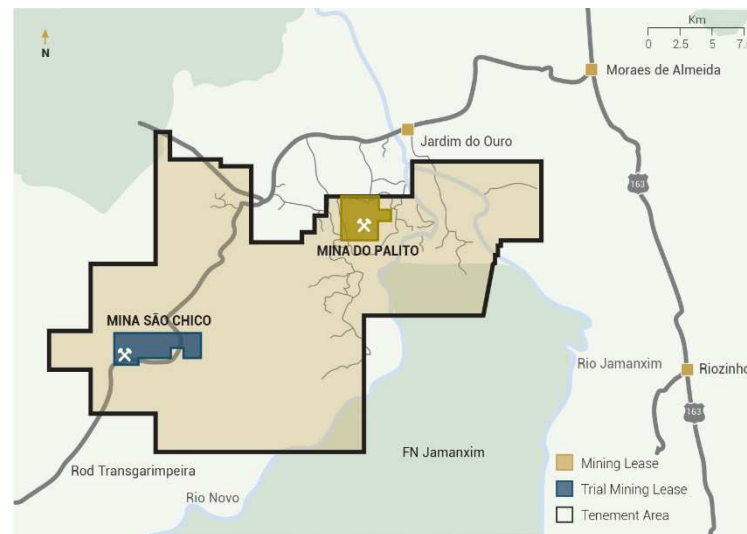 N
Km
0 2.5 5 7.5
Moraes de Almeida
Jardim do Ouro
163
MINA DO PALITO
MINA SÃO CHICO
Rio Jamanxim
Riozinho
163
FN Jamanxim
Rod Transgarimpeira
Rio Novo
Mining Lease
Trial Mining Lease
Tenement Area